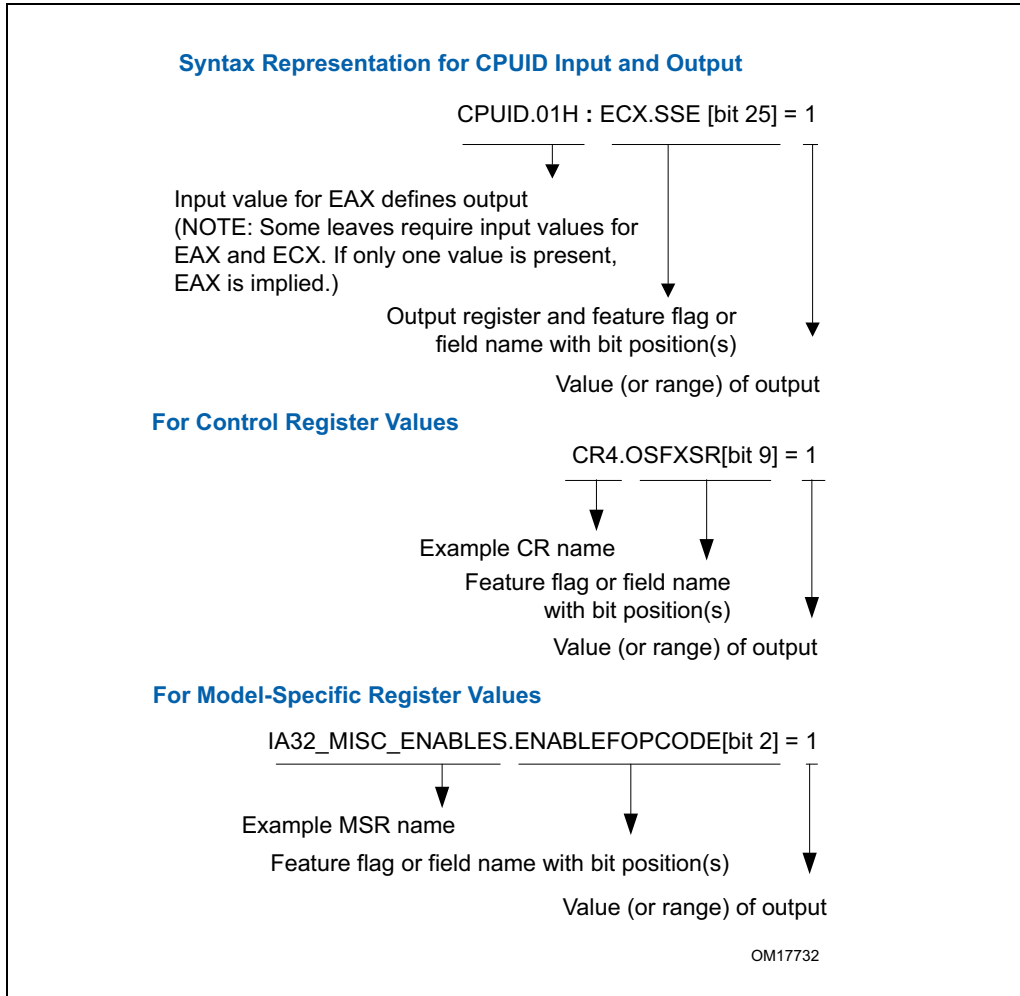 Syntax Representation for CPUID Input and Output
CPUID.01H : ECX.SSE [bit 25] = 1
Input value for EAX defines output
(NOTE: Some leaves require input values for
EAX and ECX. If only one value is present,
EAX is implied.)
Output register and feature flag or
field name with bit position(s)
Value (or range) of output
For Control Register Values
CR4.OSFXSR[bit 9] = 1
Example CR name
Feature flag or field name
with bit position(s)
Value (or range) of output
For Model-Specific Register Values
IA32_MISC_ENABLES.ENABLEFOPCODE[bit 2] = 1
Example MSR name
Feature flag or field name with bit position(s)
Value (or range) of output
OM17732